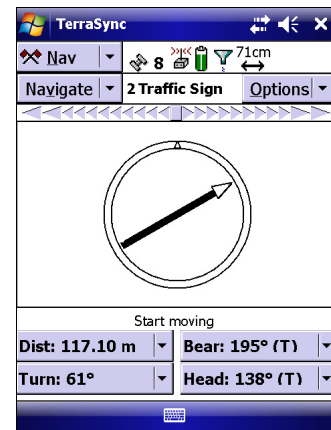 TerraSync
Nav 8 71cm
Navigate 2 Traffic Sign Options
Start moving
Dist: 117.10 m Bear: 195° (T)
Turn: 61° Head: 138° (T)